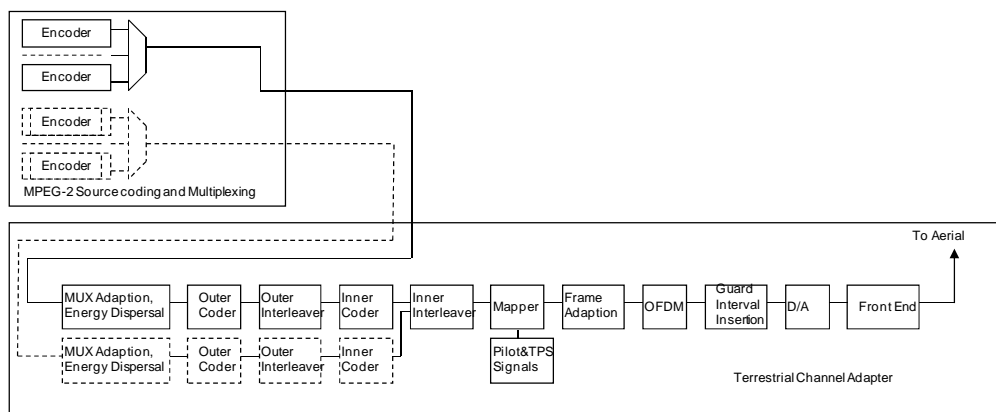 Encoder
Encoder
Encoder
Encoder
MPEG-2 Source coding and Multiplexing
To Aerial
MUX Adaption,
Energy Dispersal
Outer
Coder
Outer
Interleaver
Inner
Coder
Inner
Interleaver
Mapper
Frame
Adaption
OFDM
Guard
Interval
Insertion
D/A
Front End
MUX Adaption,
Energy Dispersal
Outer
Coder
Outer
Interleaver
Inner
Coder
Pilot&TPS
Signals
Terrestrial Channel Adapter